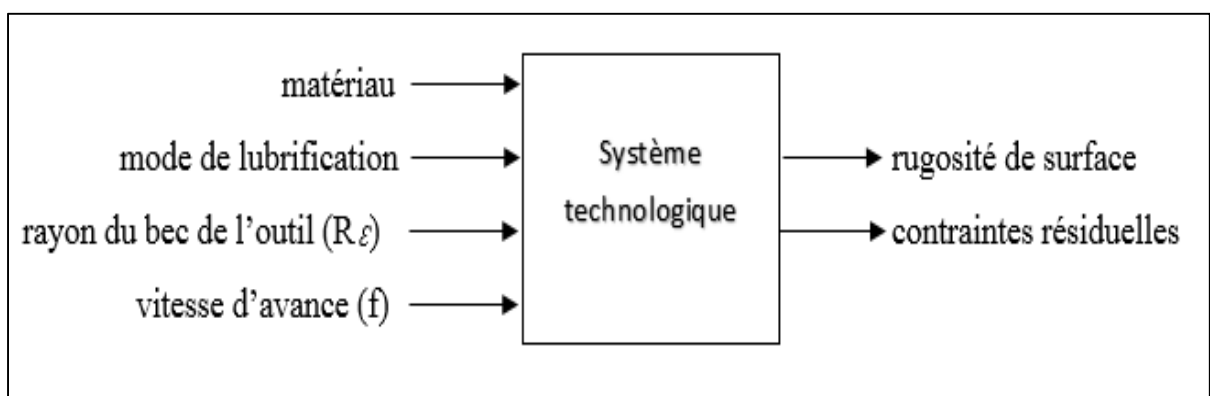 matériau
mode de lubrification
rayon du bec de l’outil (Rε)
vitesse d’avance (f)
Système
technologique
rugosité de surface
contraintes résiduelles